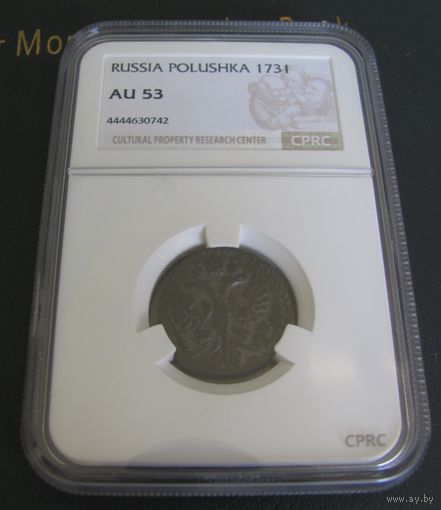 RUSSIA POLUSHKA 1731
AU 53
4444630742
CULTURAL PROPERTY RESEARCH CENTER
CPRC
CPRC
www.ay.by